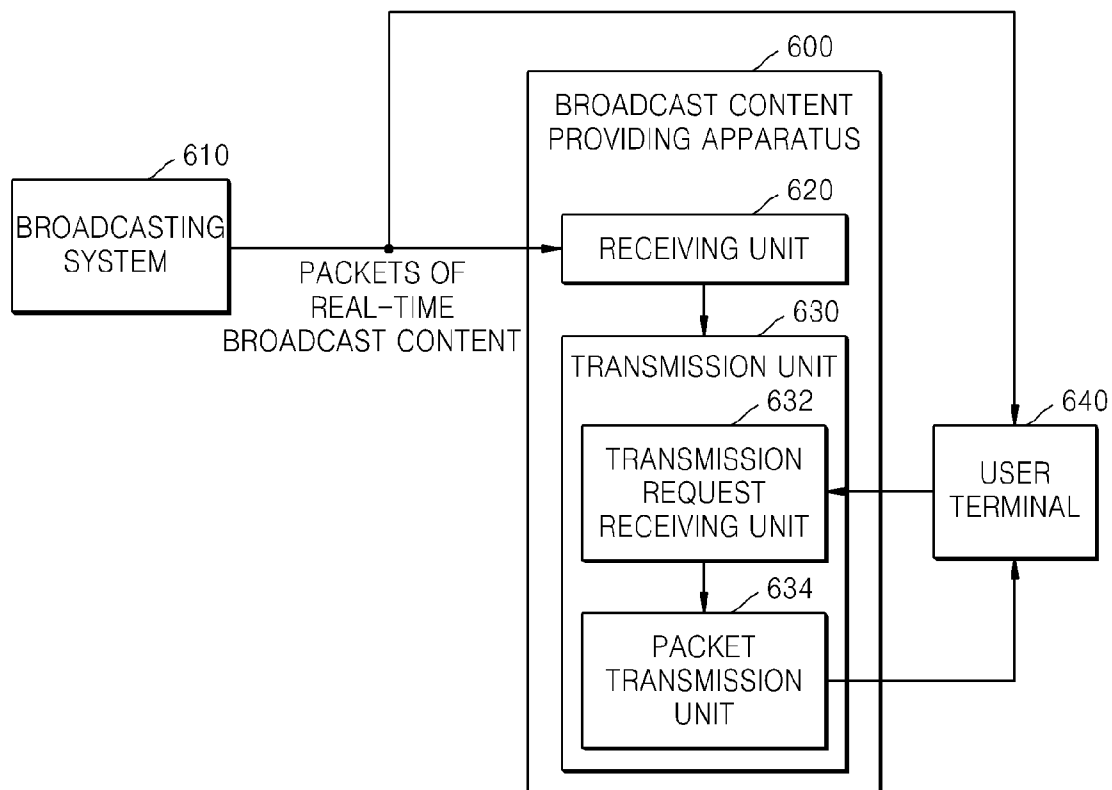 600
BROADCAST CONTENT
PROVIDING APPARATUS
610
BROADCASTING
SYSTEM
PACKETS OF
REAL-TIME
BROADCAST CONTENT
620
RECEIVING UNIT
630
TRANSMISSION UNIT
632
TRANSMISSION
REQUEST
RECEIVING UNIT
634
PACKET
TRANSMISSION
UNIT
640
USER
TERMINAL